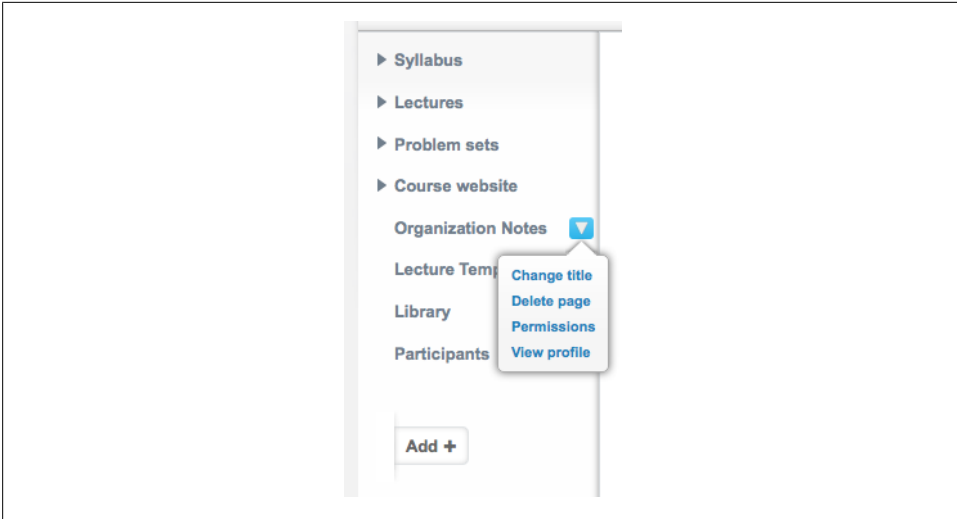 Syllabus
Lectures
Problem sets
Course website
Organization Notes
Lecture Temp
Change title
Delete page
Library
Permissions
Participants
View profile
Add +